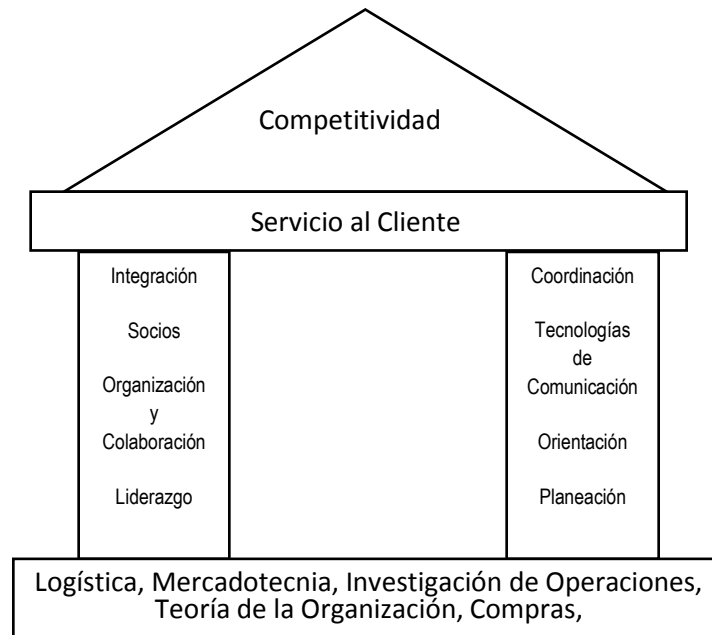 Competitividad
Servicio al Cliente
Integración
Socios
Organización
y
Colaboración
Liderazgo
Coordinación
Tecnologías
de
Comunicación
Orientación
Planeación
Logística, Mercadotecnia, Investigación de Operaciones,
Teoría de la Organización, Compras,